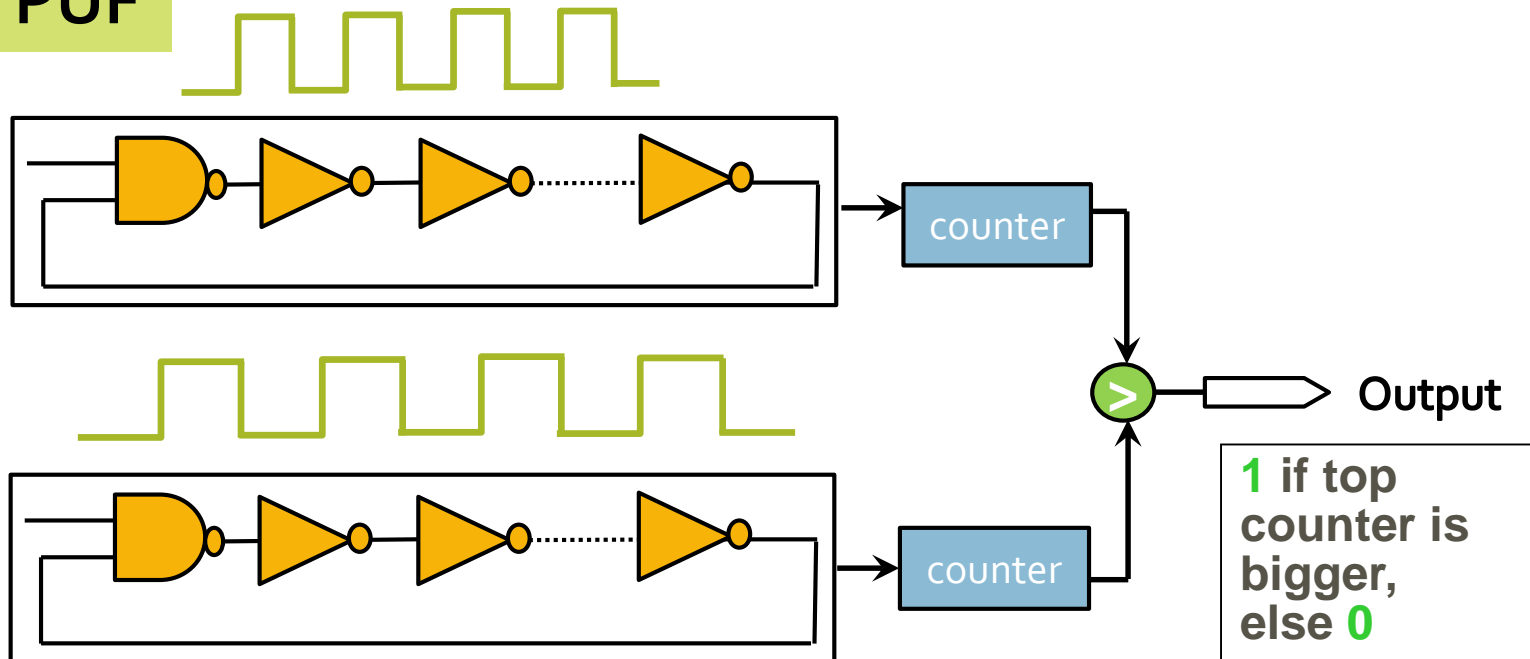 PUF
counter
>
Output
counter
1 if top
counter is
bigger,
else 0